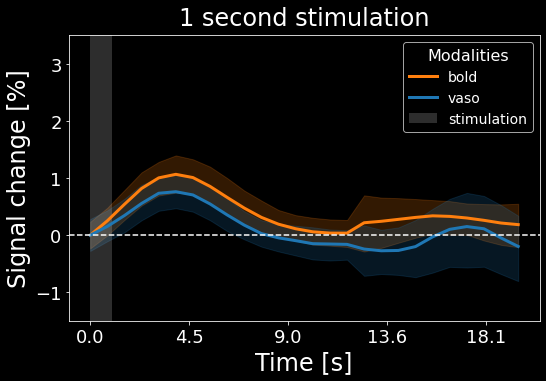 1 second stimulation
Signal change [%]
3
2
1
0
−1
Modalities
bold
vaso
stimulation
0.0 4.5 9.0 13.6 18.1
Time [s]